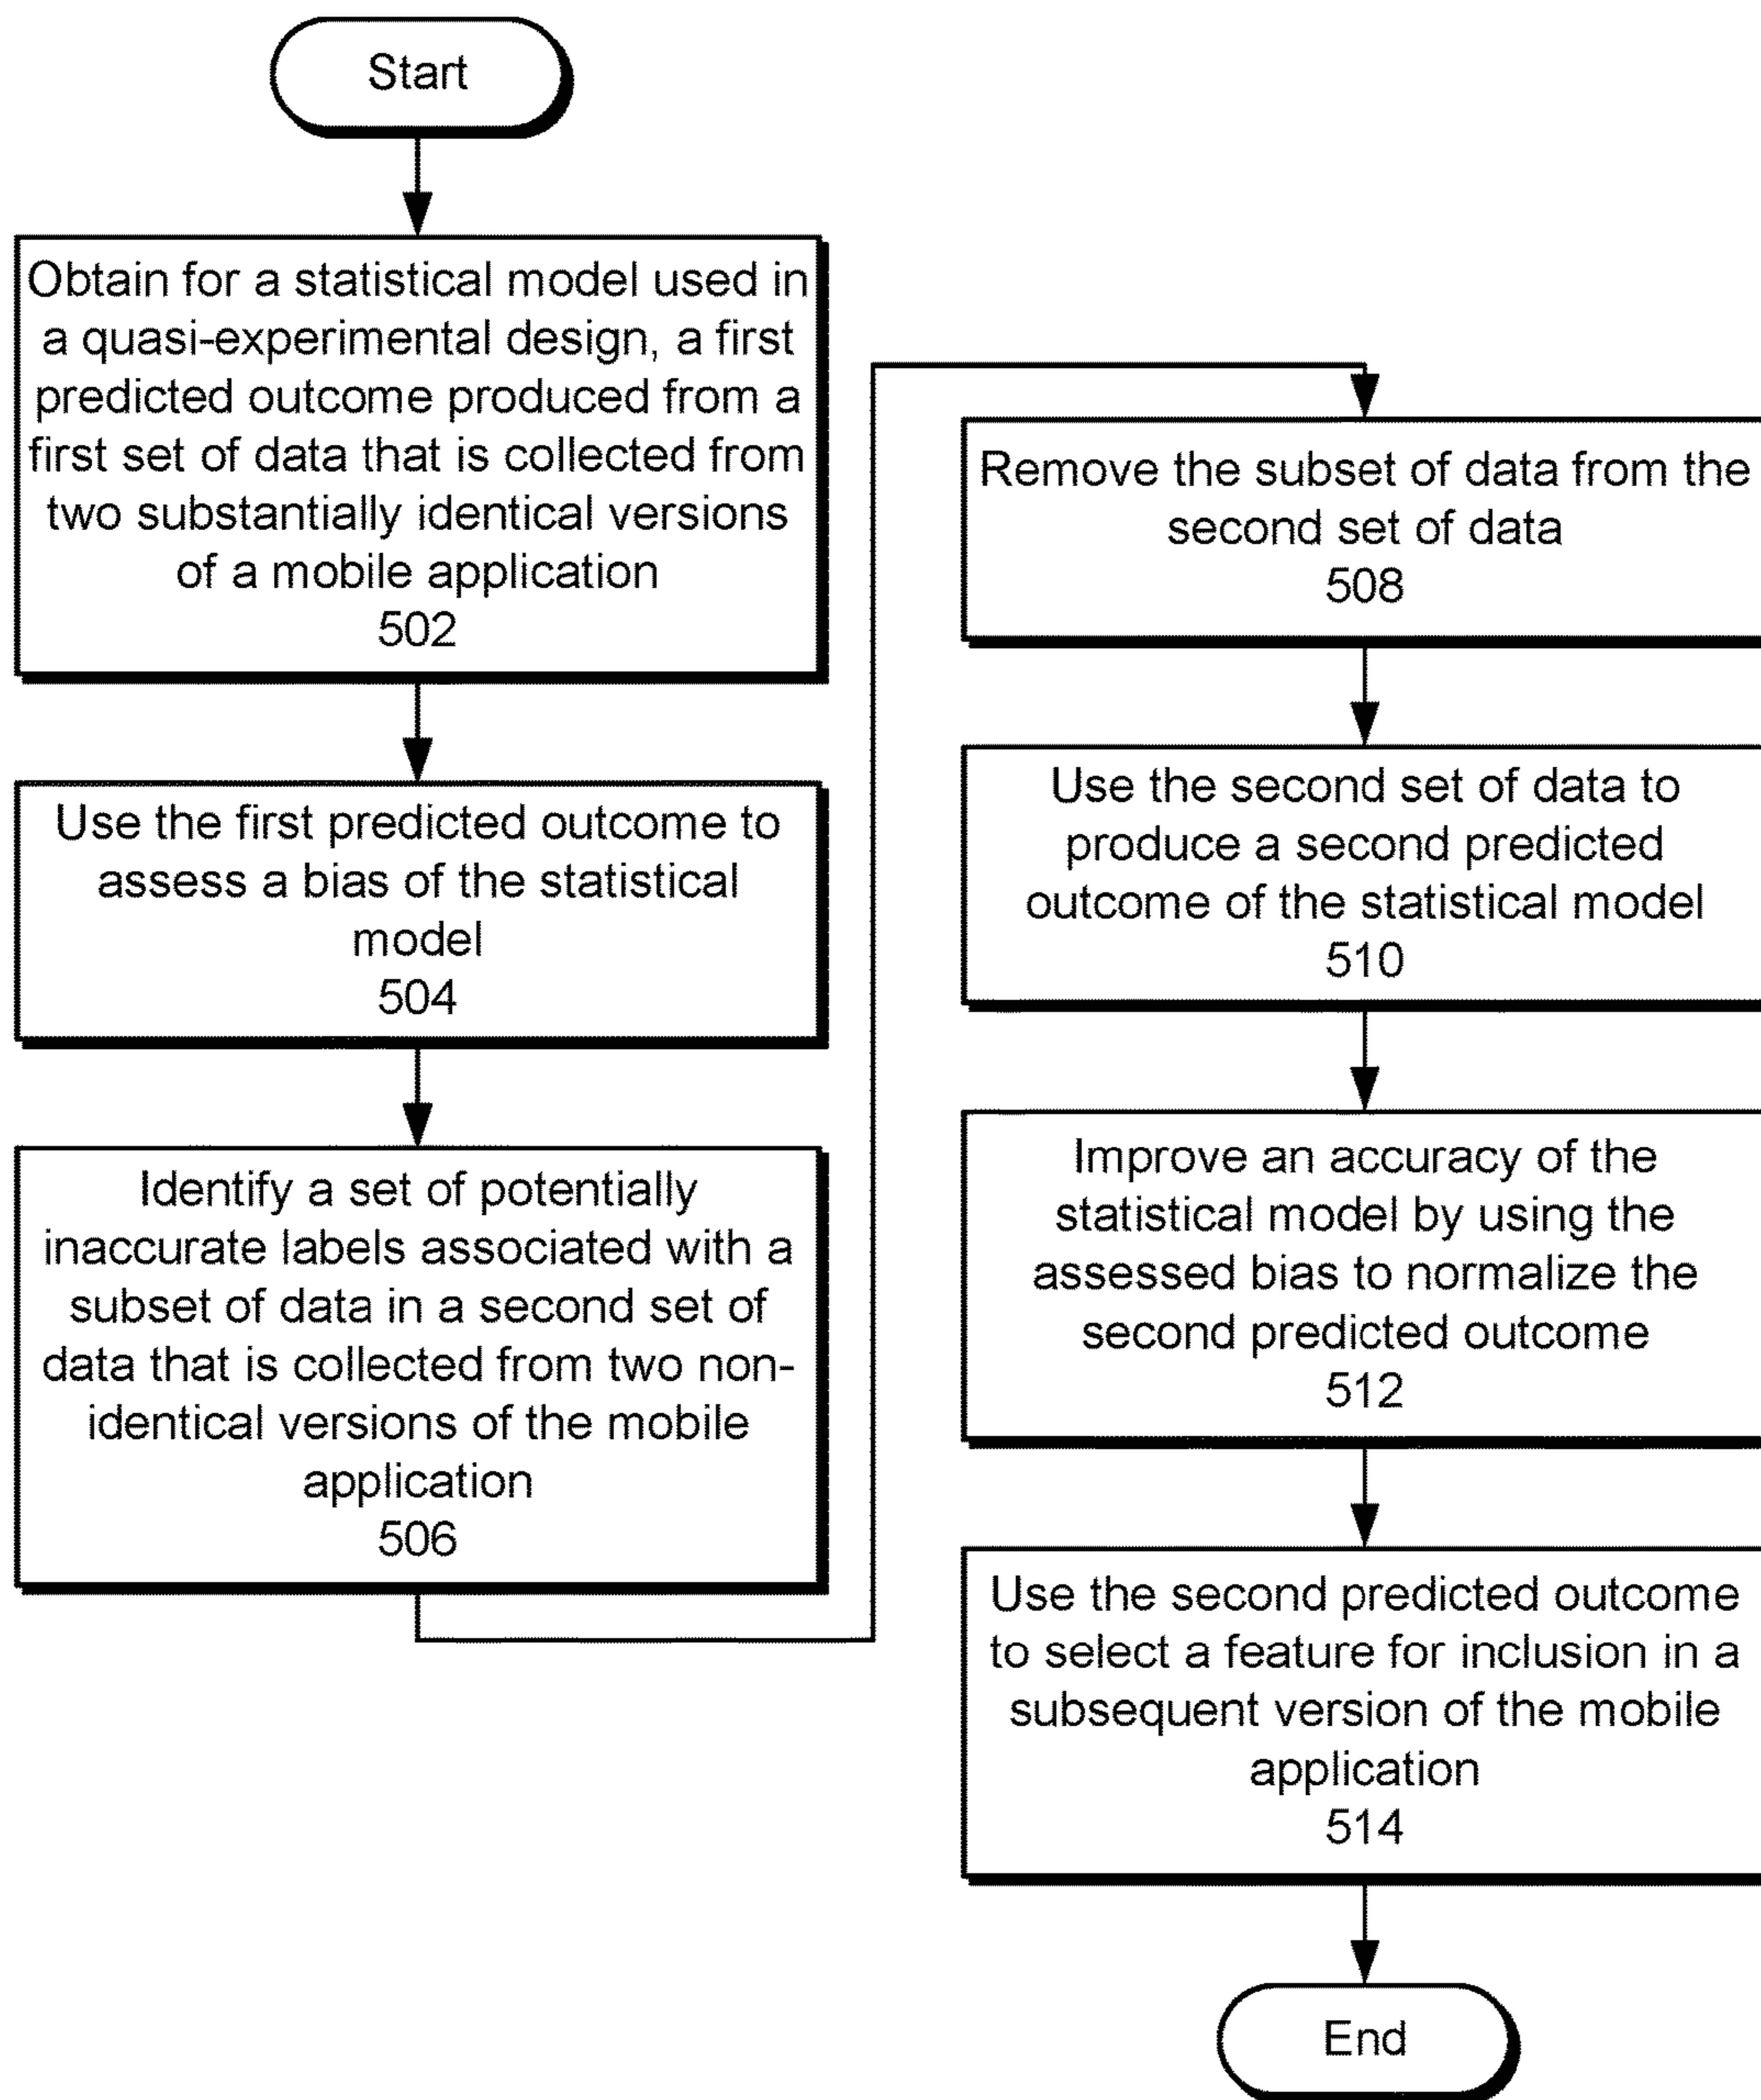 Start
Obtain for a statistical model used in
a quasi-experimental design, a first
predicted outcome produced from a
first set of data that is collected from
two substantially identical versions
of a mobile application
502
Use the first predicted outcome to
assess a bias of the statistical
model
504
Identify a set of potentially
inaccurate labels associated with a
subset of data in a second set of
data that is collected from two non-
identical versions of the mobile
application
506
Remove the subset of data from the
second set of data
508
Use the second set of data to
produce a second predicted
outcome of the statistical model
510
Improve an accuracy of the
statistical model by using the
assessed bias to normalize the
second predicted outcome
512
Use the second predicted outcome
to select a feature for inclusion in a
subsequent version of the mobile
application
514
End